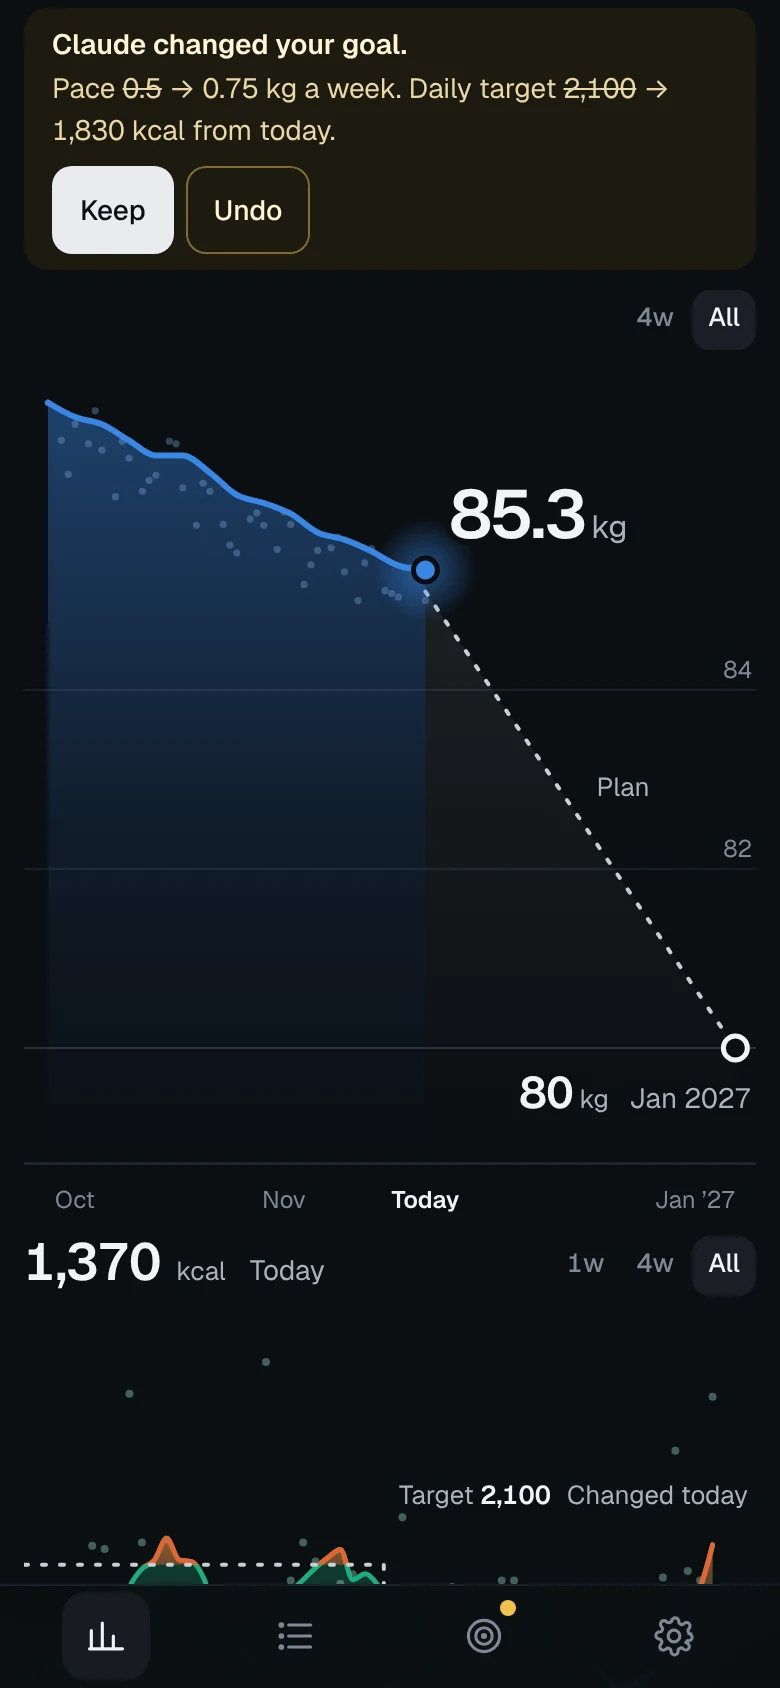 Claude changed your goal.
Pace 0.5 → 0.75 kg a week. Daily target 2,100 →
1,830 kcal from today.
Keep Undo
4w All
85.3 kg
84
Plan
82
80 kg Jan 2027
Oct Nov Today Jan ’27
1,370 kcal Today 1w 4w All
Target 2,100 Changed today